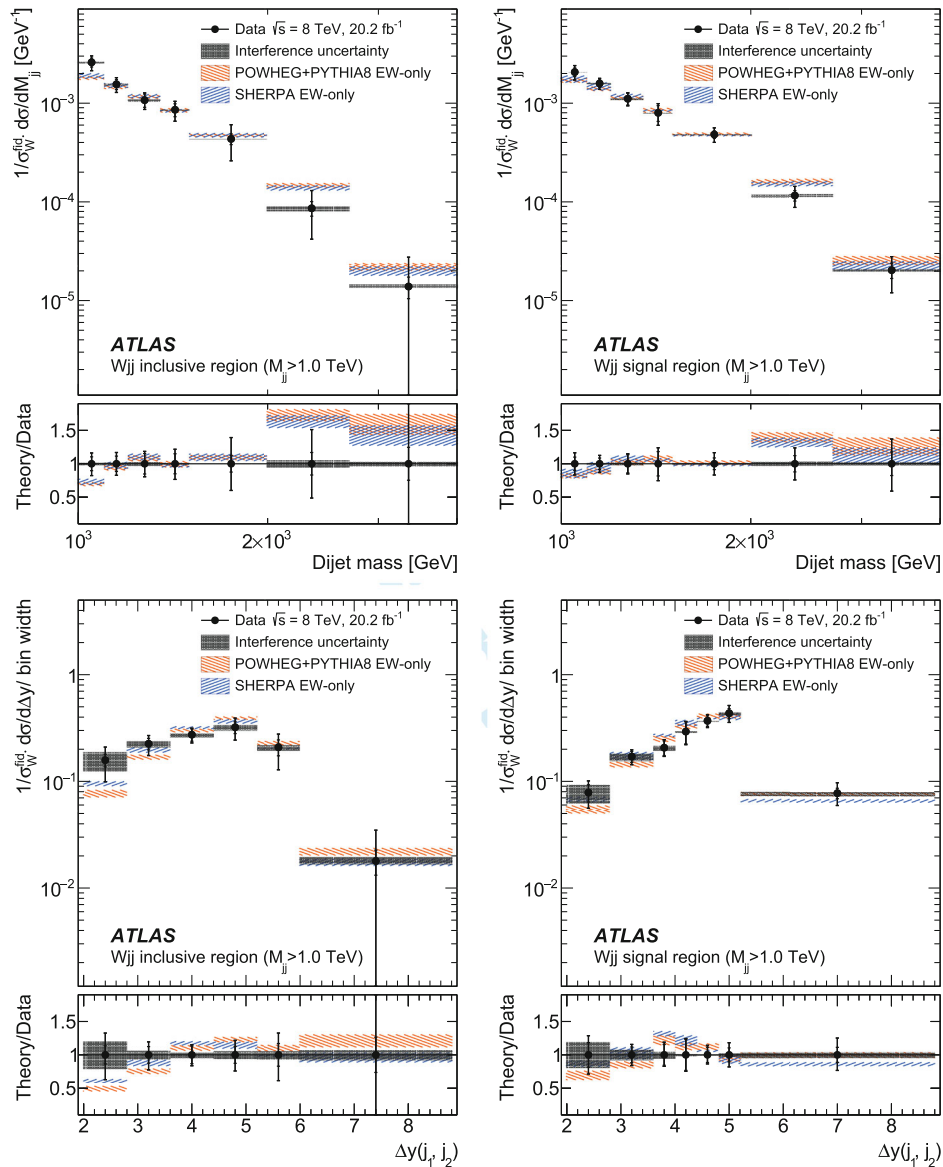 1/σ_W^fid · dσ/dM_jj [GeV⁻¹]
Data √s = 8 TeV, 20.2 fb⁻¹
Interference uncertainty
POWHEG+PYTHIA8 EW-only
SHERPA EW-only
10⁻³
10⁻⁴
10⁻⁵
ATLAS
Wjj inclusive region (M_jj>1.0 TeV)
Theory/Data
1.5
1
0.5
10³
2×10³
Dijet mass [GeV]
1/σ_W^fid · dσ/dM_jj [GeV⁻¹]
Data √s = 8 TeV, 20.2 fb⁻¹
Interference uncertainty
POWHEG+PYTHIA8 EW-only
SHERPA EW-only
10⁻³
10⁻⁴
10⁻⁵
ATLAS
Wjj signal region (M_jj>1.0 TeV)
Theory/Data
1.5
1
0.5
10³
2×10³
Dijet mass [GeV]
1/σ_W^fid · dσ/dΔy/ bin width
Data √s = 8 TeV, 20.2 fb⁻¹
Interference uncertainty
POWHEG+PYTHIA8 EW-only
SHERPA EW-only
1
10⁻¹
10⁻²
ATLAS
Wjj inclusive region (M_jj>1.0 TeV)
Theory/Data
1.5
1
0.5
2 3 4 5 6 7 8
Δy(j₁, j₂)
1/σ_W^fid · dσ/dΔy/ bin width
Data √s = 8 TeV, 20.2 fb⁻¹
Interference uncertainty
POWHEG+PYTHIA8 EW-only
SHERPA EW-only
1
10⁻¹
10⁻²
ATLAS
Wjj signal region (M_jj>1.0 TeV)
Theory/Data
1.5
1
0.5
2 3 4 5 6 7 8
Δy(j₁, j₂)